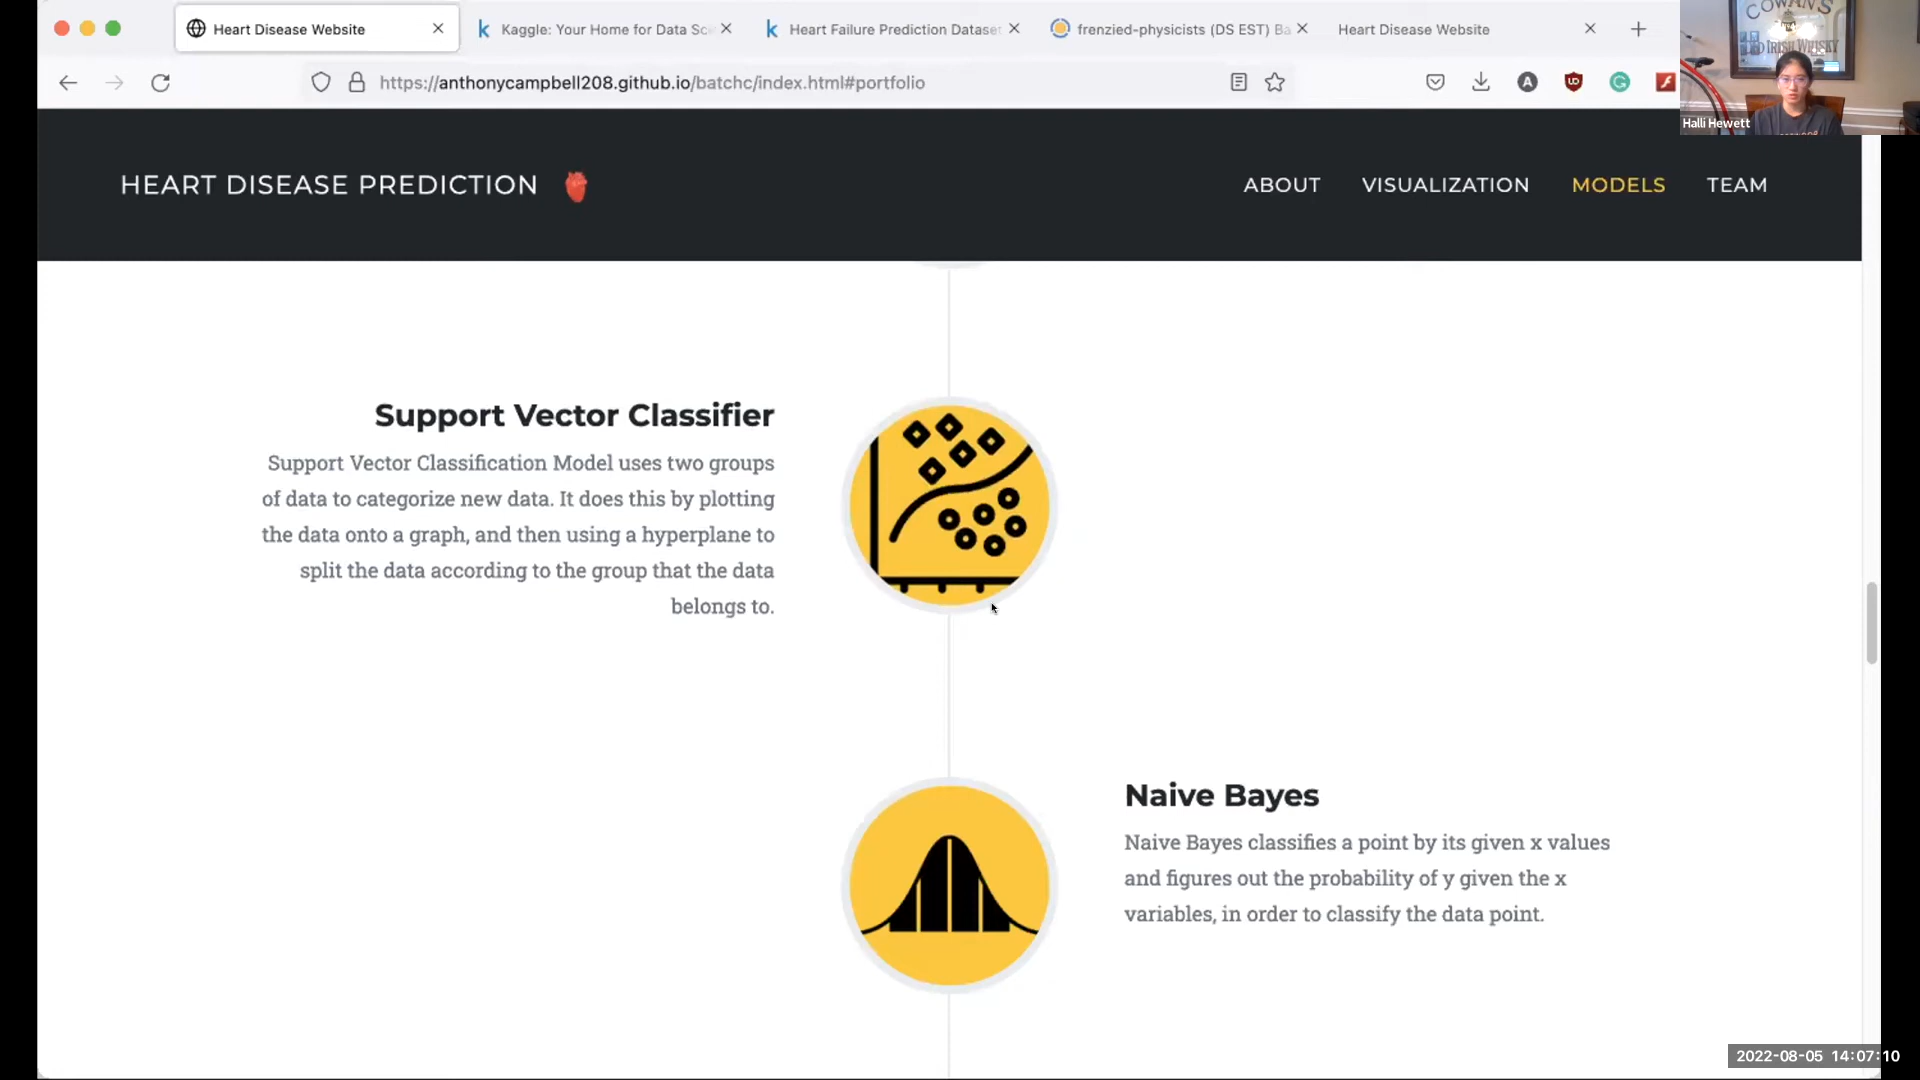 Heart Disease Website
Kaggle: Your Home for Data Sci
Heart Failure Prediction Dataset
frenzied-physicists (DS EST) Ba
Heart Disease Website
https://anthonycampbell208.github.io/batchc/index.html#portfolio
COWAN'S
IRISH WHISKY
Halli Hewett
HEART DISEASE PREDICTION
ABOUT
VISUALIZATION
MODELS
TEAM
Support Vector Classifier
Support Vector Classification Model uses two groups
of data to categorize new data. It does this by plotting
the data onto a graph, and then using a hyperplane to
split the data according to the group that the data
belongs to.
Naive Bayes
Naive Bayes classifies a point by its given x values
and figures out the probability of y given the x
variables, in order to classify the data point.
2022-08-05 14:07:10